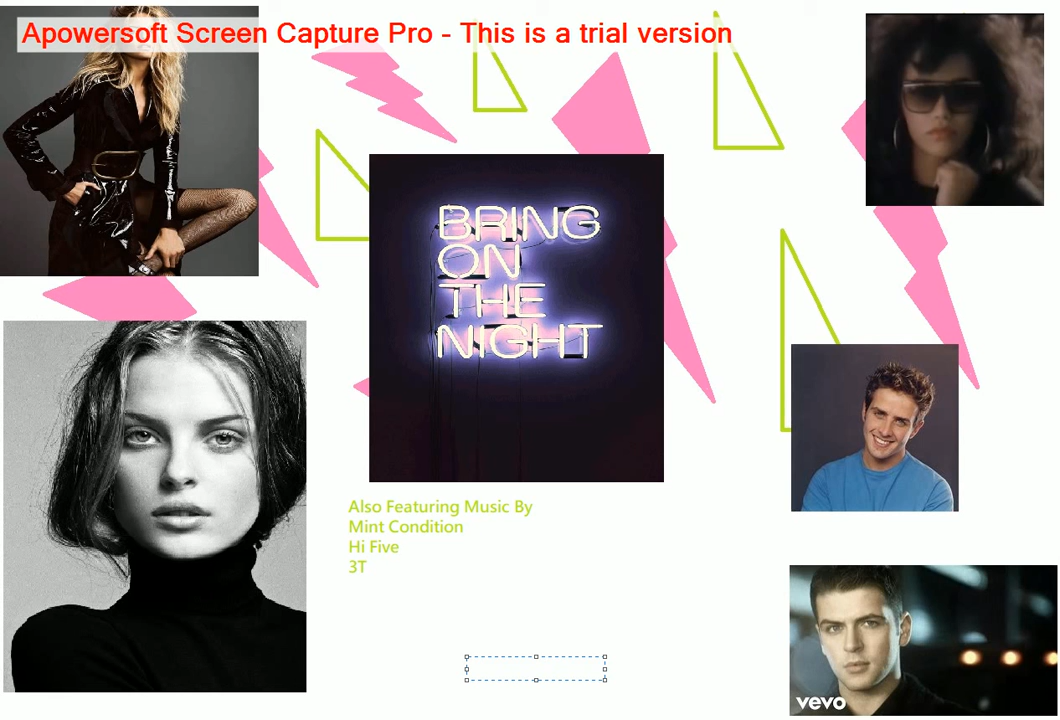 Apowersoft Screen Capture Pro - This is a trial version
BRING
ON
THE
NIGHT
Also Featuring Music By
Mint Condition
Hi Five
3T
vevo